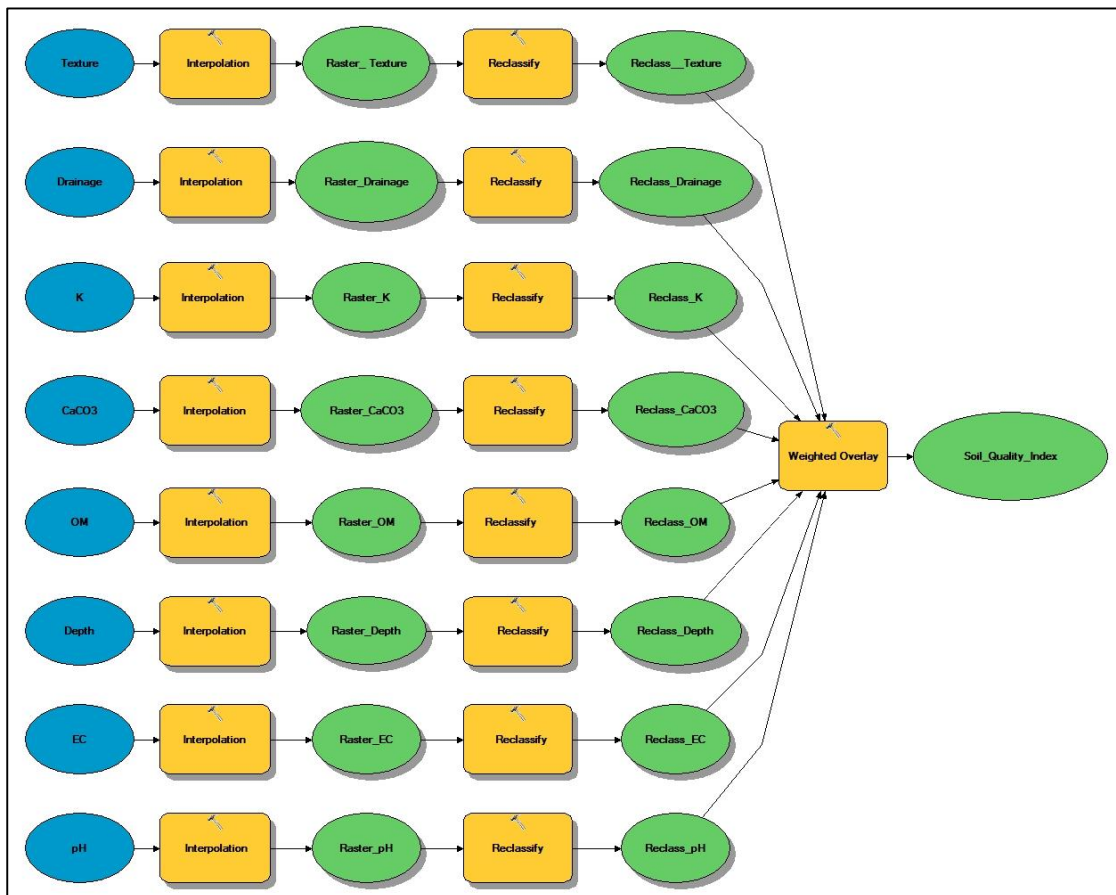 Texture
Interpolation
Raster_ Texture
Reclassify
Reclass__Texture
Drainage
Interpolation
Raster_Drainage
Reclassify
Reclass_Drainage
K
Interpolation
Raster_K
Reclassify
Reclass_K
CaCO3
Interpolation
Raster_CaCO3
Reclassify
Reclass_CaCO3
Weighted Overlay
Soil_Quality_Index
OM
Interpolation
Raster_OM
Reclassify
Reclass_OM
Depth
Interpolation
Raster_Depth
Reclassify
Reclass_Depth
EC
Interpolation
Raster_EC
Reclassify
Reclass_EC
pH
Interpolation
Raster_pH
Reclassify
Reclass_pH